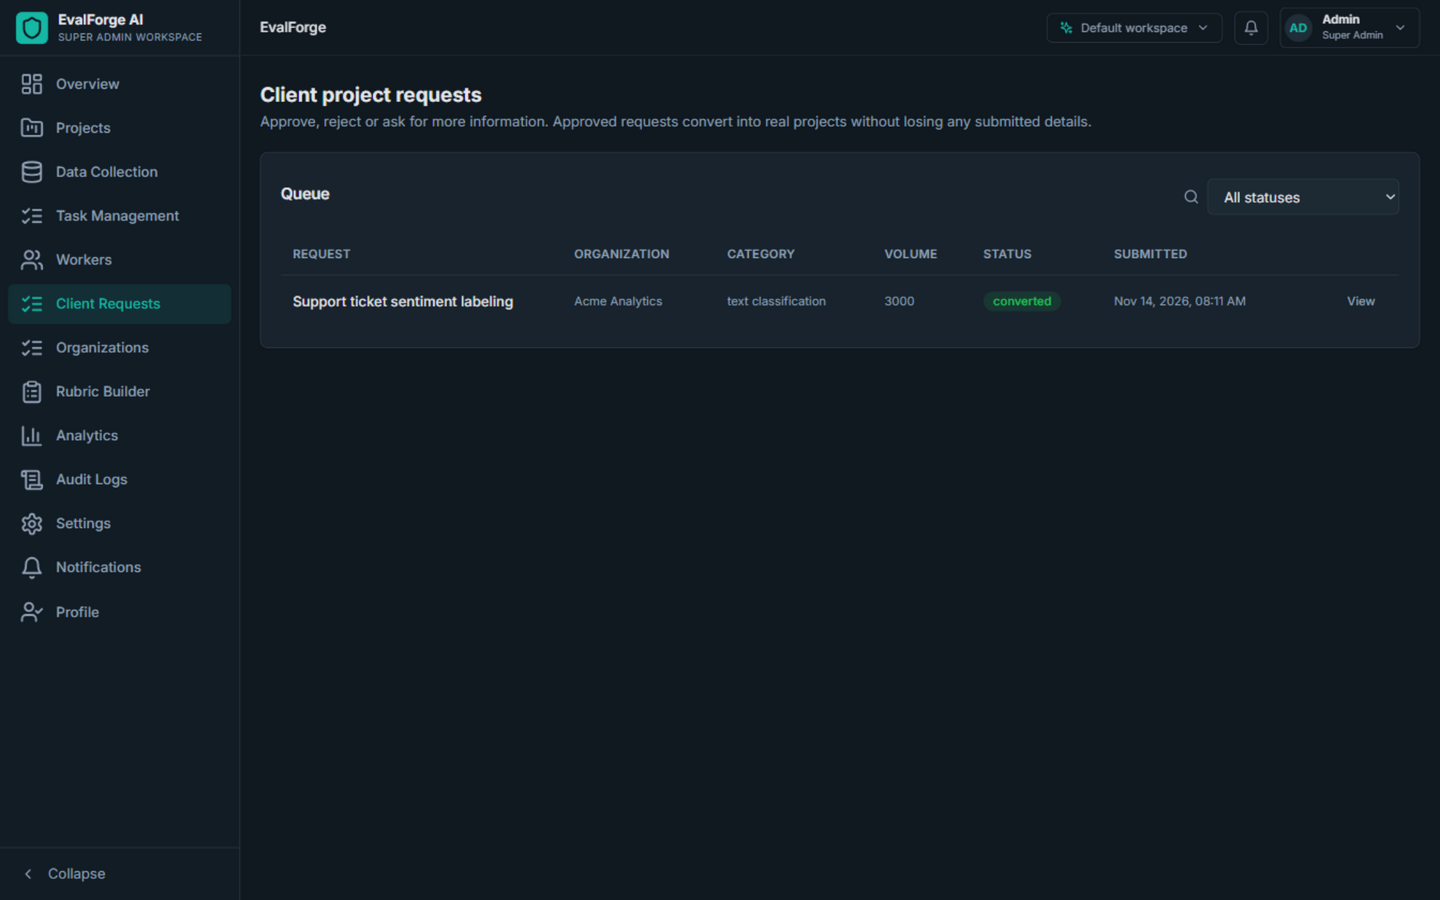 EvalForge AI
SUPER ADMIN WORKSPACE
Overview
Projects
Data Collection
Task Management
Workers
Client Requests
Organizations
Rubric Builder
Analytics
Audit Logs
Settings
Notifications
Profile
Collapse
EvalForge
Default workspace
AD
Admin
Super Admin
Client project requests
Approve, reject or ask for more information. Approved requests convert into real projects without losing any submitted details.
Queue
All statuses
REQUEST ORGANIZATION CATEGORY VOLUME STATUS SUBMITTED
Support ticket sentiment labeling Acme Analytics text classification 3000 converted Nov 14, 2026, 08:11 AM View